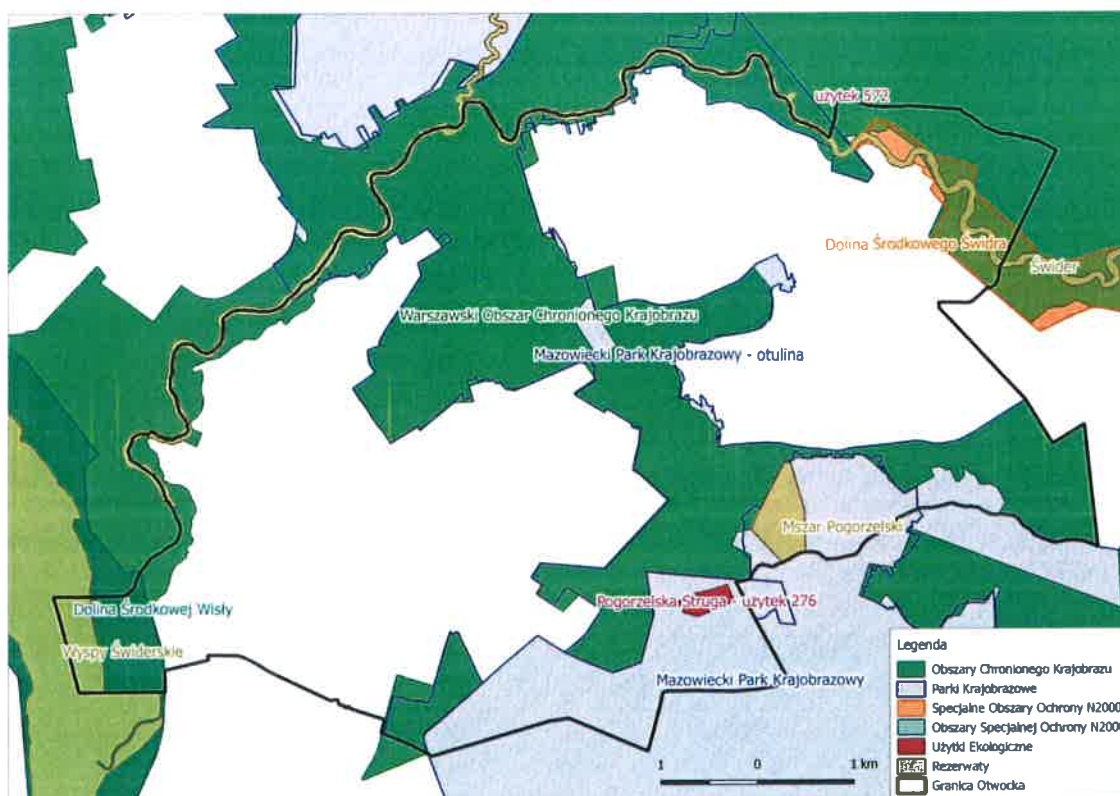 użytek 572
Dolina Środkowego Świdra
Świder
Warszawski Obszar Chronionego Krajobrazu
Mazowiecki Park Krajobrazowy - otulina
Mszar Pogorzelski
Pogorzelska Struga - użytek 276
Dolina Środkowej Wisły
Wyspy Świderskie
Mazowiecki Park Krajobrazowy
1 0 1 km
Legenda
Obszary Chronionego Krajobrazu
Parki Krajobrazowe
Specjalne Obszary Ochrony N2000
Obszary Specjalnej Ochrony N200
Użytki Ekologiczne
Rezerwaty
Granica Otwocka